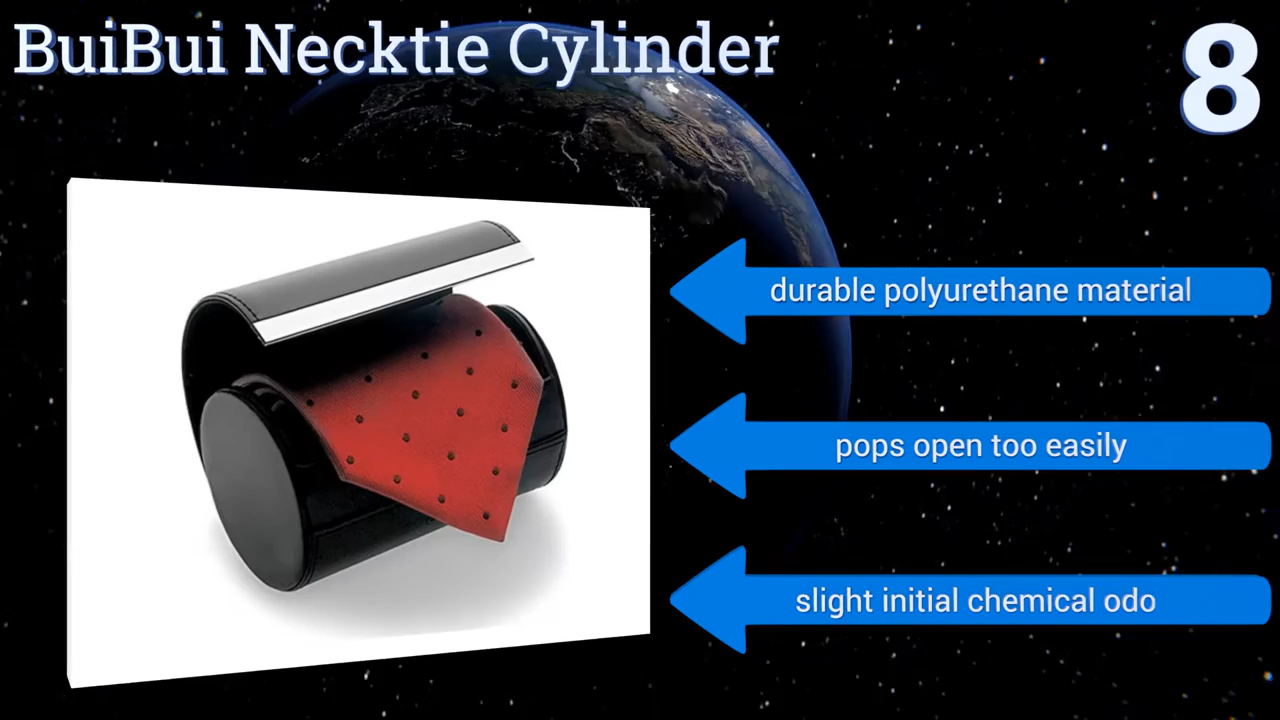 BuiBui Necktie Cylinder
8
durable polyurethane material
pops open too easily
slight initial chemical odo